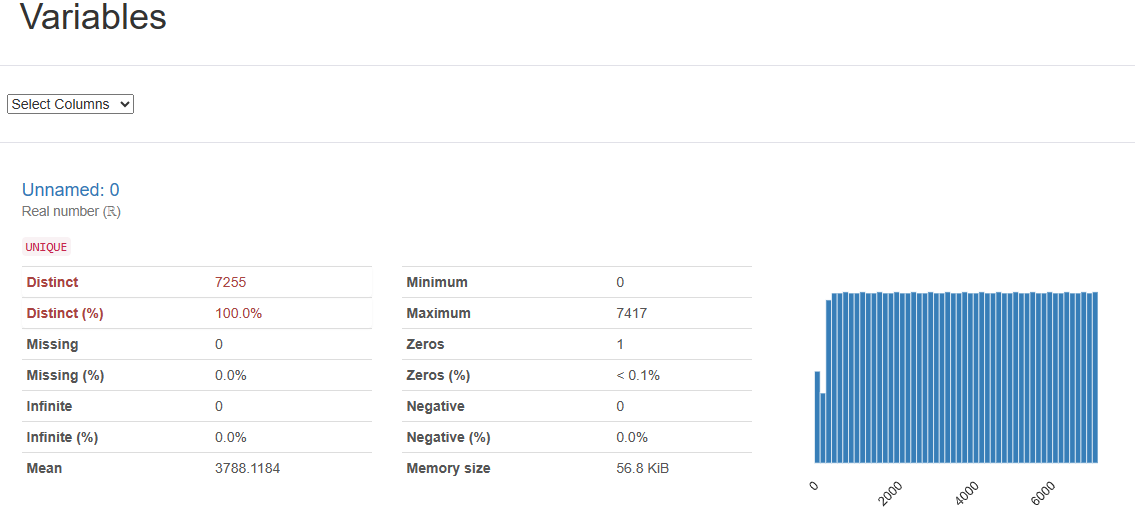 Variables
Select Columns
Unnamed: 0
Real number (ℝ)
UNIQUE
Distinct 7255
Distinct (%) 100.0%
Missing 0
Missing (%) 0.0%
Infinite 0
Infinite (%) 0.0%
Mean 3788.1184
Minimum 0
Maximum 7417
Zeros 1
Zeros (%) < 0.1%
Negative 0
Negative (%) 0.0%
Memory size 56.8 KiB
0 2000 4000 6000